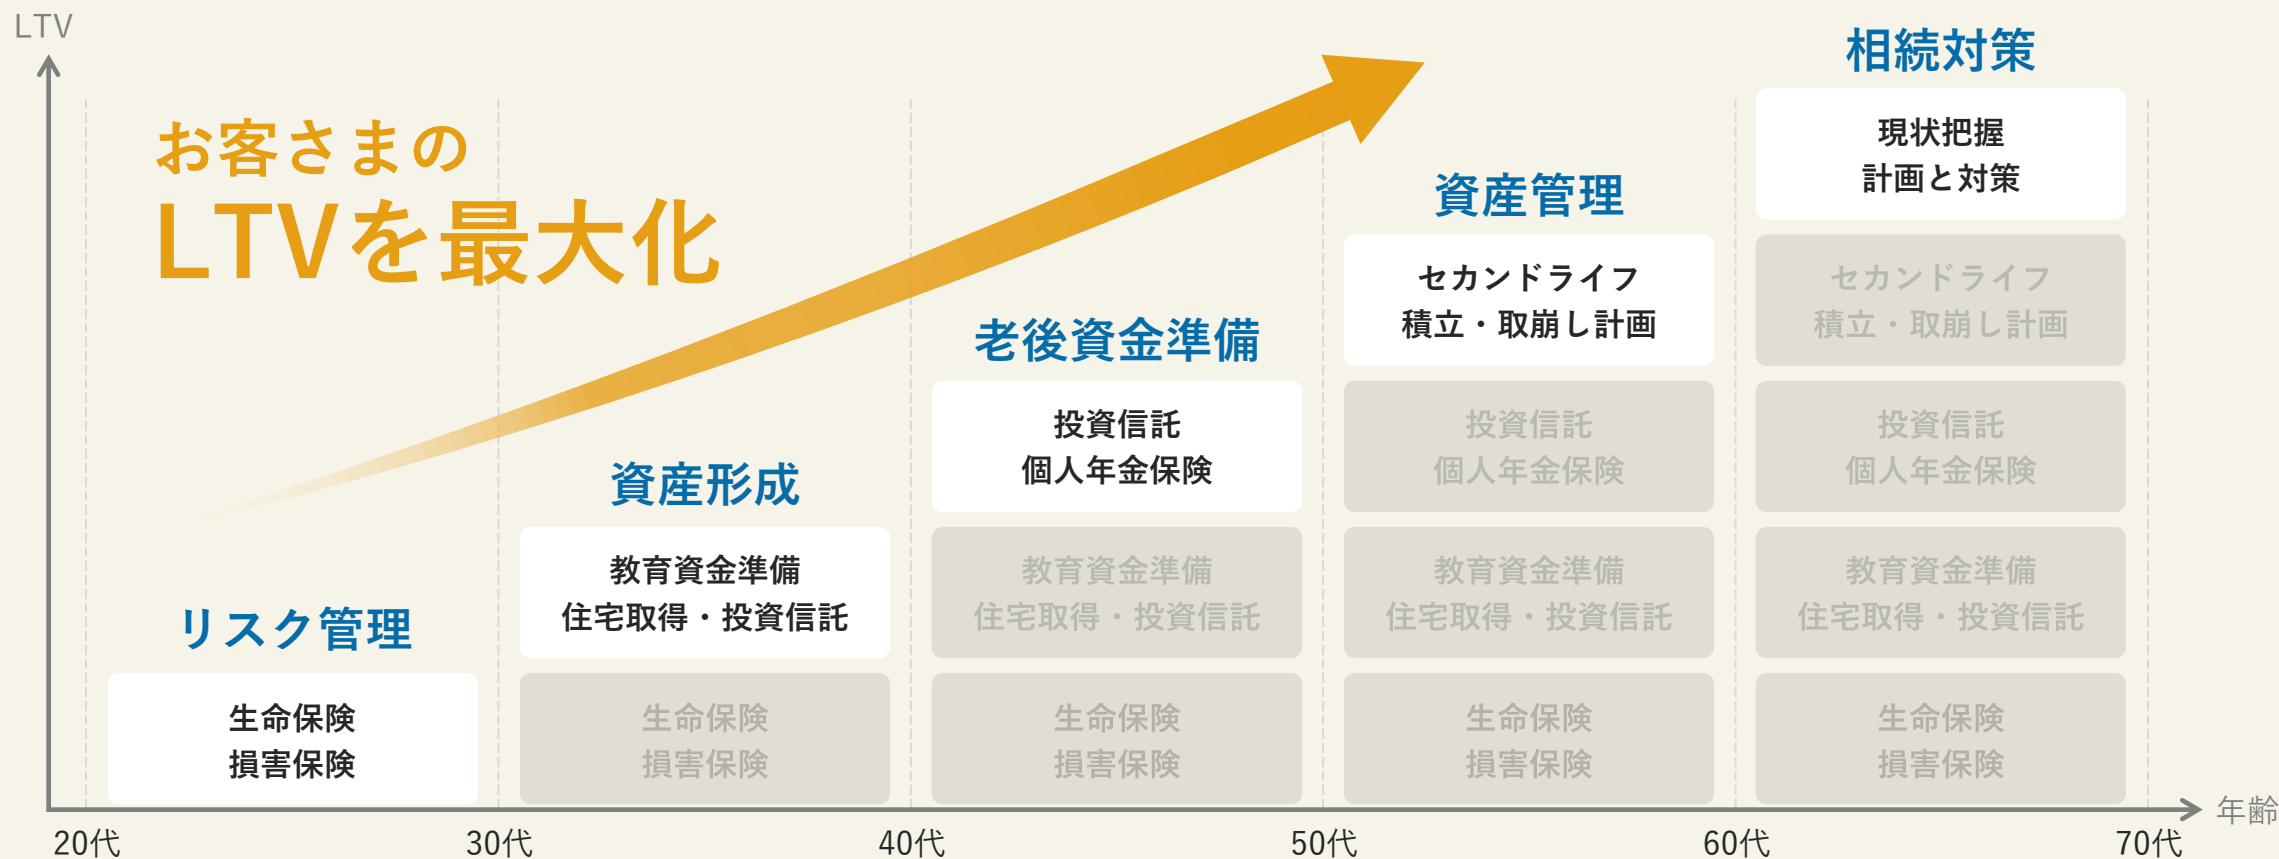 LTV
お客さまの
LTVを最大化
リスク管理
生命保険
損害保険
資産形成
教育資金準備
住宅取得・投資信託
生命保険
損害保険
老後資金準備
投資信託
個人年金保険
教育資金準備
住宅取得・投資信託
生命保険
損害保険
資産管理
セカンドライフ
積立・取崩し計画
投資信託
個人年金保険
教育資金準備
住宅取得・投資信託
生命保険
損害保険
相続対策
現状把握
計画と対策
セカンドライフ
積立・取崩し計画
投資信託
個人年金保険
教育資金準備
住宅取得・投資信託
生命保険
損害保険
年齢
20代
30代
40代
50代
60代
70代